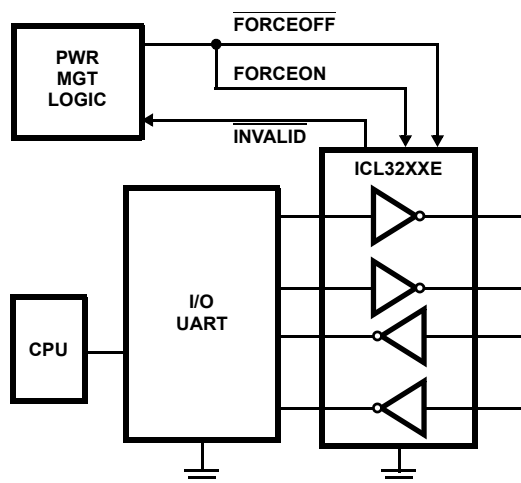 FORCEOFF
PWR
MGT
LOGIC
FORCEON
INVALID
ICL32XXE
I/O
UART
CPU